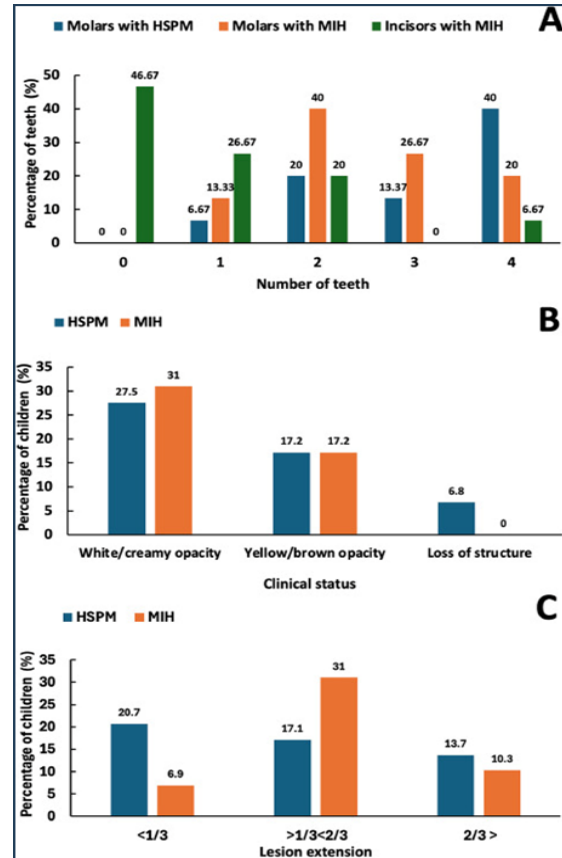 Molars with HSPM Molars with MIH Incisors with MIH
A
Percentage of teeth (%)
50
40
30
20
10
0
0 0 46.67
6.67 13.33 26.67
20 40 20
13.37 26.67 0
40 20 6.67
0 1 2 3 4
Number of teeth
HSPM MIH
B
Percentage of children (%)
35
30
25
20
15
10
5
0
27.5 31
17.2 17.2
6.8 0
White/creamy opacity Yellow/brown opacity Loss of structure
Clinical status
HSPM MIH
C
Percentage of children (%)
35
30
25
20
15
10
5
0
20.7 6.9
17.1 31
13.7 10.3
<1/3 >1/3<2/3 2/3 >
Lesion extension